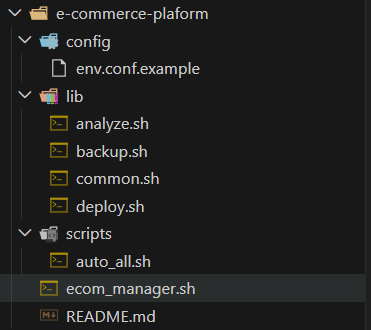 e-commerce-plaform
config
env.conf.example
lib
analyze.sh
backup.sh
common.sh
deploy.sh
scripts
auto_all.sh
ecom_manager.sh
README.md